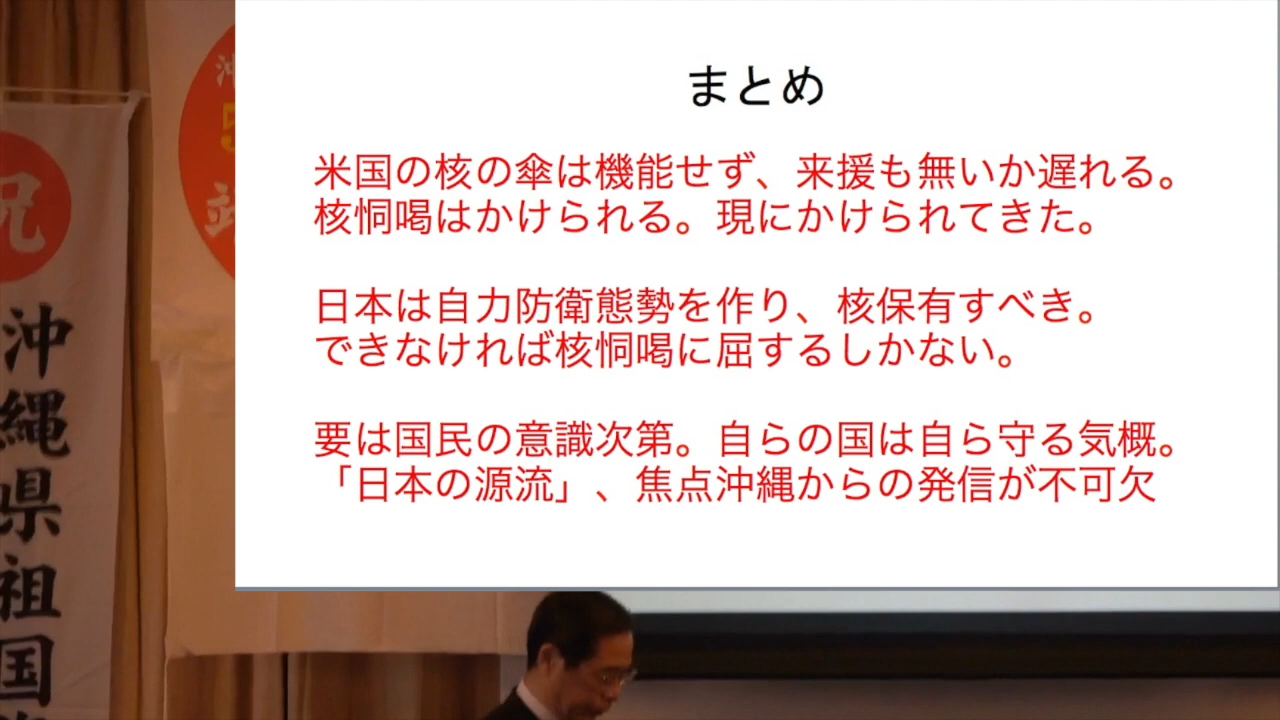 まとめ
米国の核の傘は機能せず、来援も無いか遅れる。
核恫喝はかけられる。現にかけられてきた。
日本は自力防衛態勢を作り、核保有すべき。
できなければ核恫喝に屈するしかない。
要は国民の意識次第。自らの国は自ら守る気概。
「日本の源流」、焦点沖縄からの発信が不可欠
祝
沖縄県祖国
沖